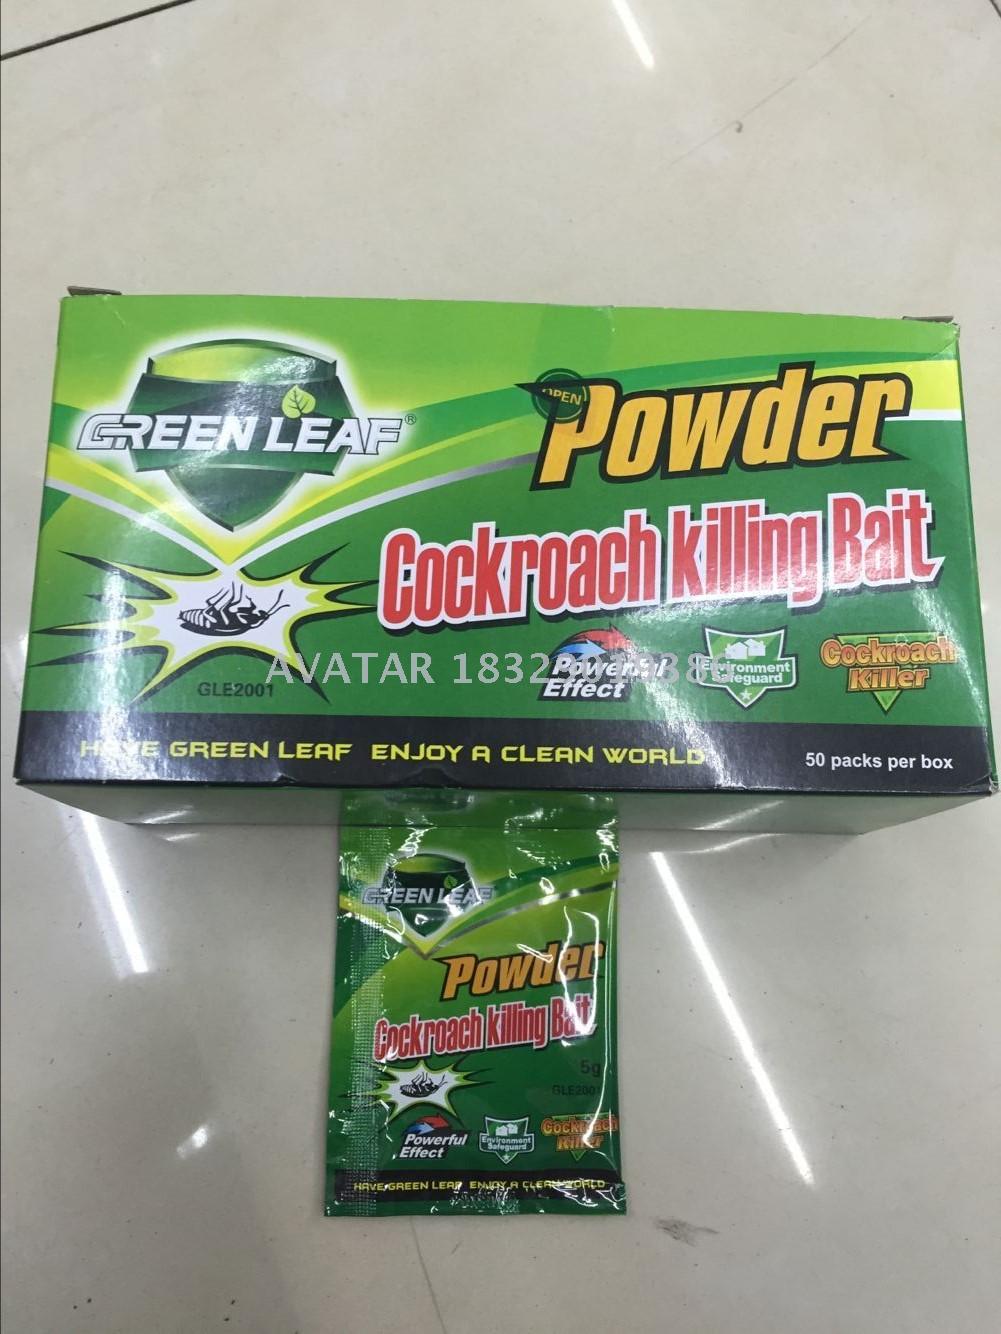 GREEN LEAF®
OPEN
Powder
Cockroach killing Bait
Powerful
Effect
Environment
Safeguard
Cockroach
Killer
AVATAR
GLE2001
HAVE GREEN LEAF ENJOY A CLEAN WORLD
50 packs per box
GREEN LEAF
Powder
Cockroach killing Bait
5g
GLE2001
Powerful
Effect
Environment
Safeguard
Cockroach
Killer
HAVE GREEN LEAF ENJOY A CLEAN WORLD